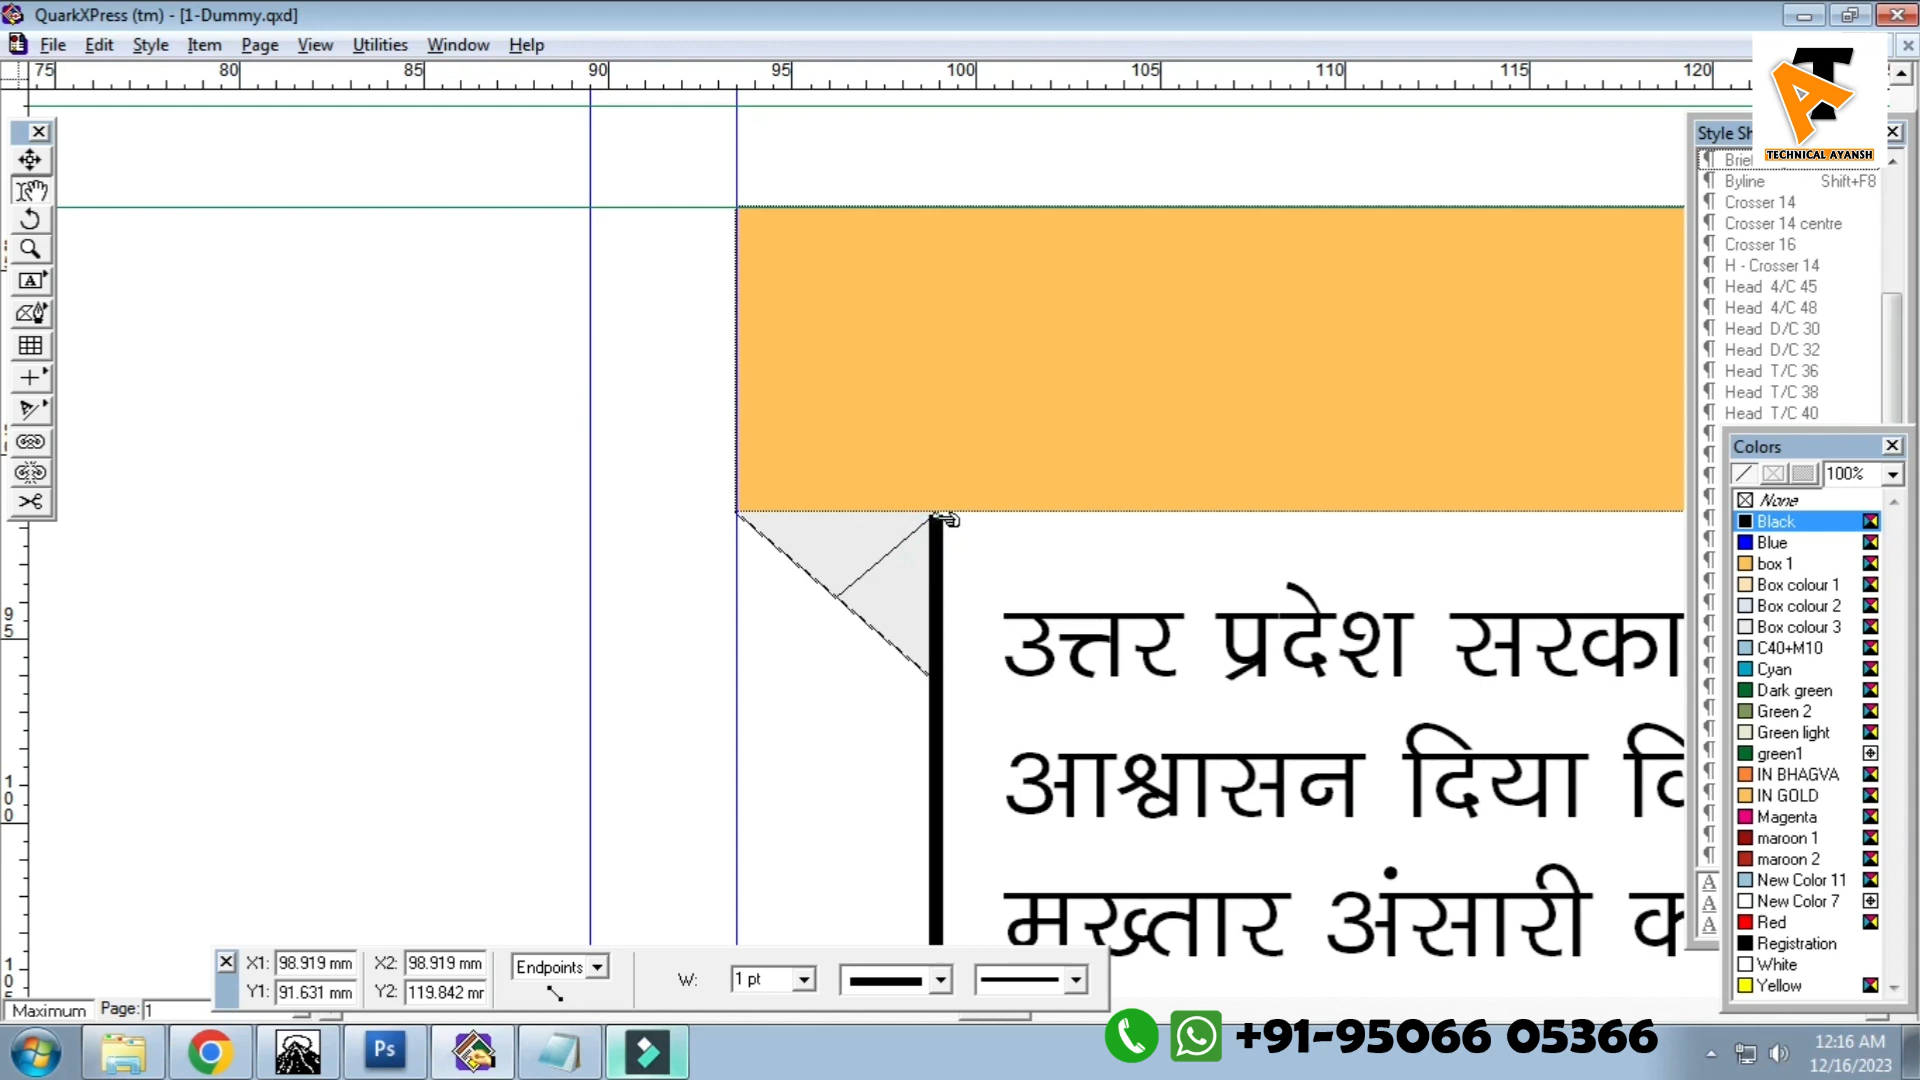 QuarkXPress (tm) - [1-Dummy.qxd]
File Edit Style Item Page View Utilities Window Help
75 80 85 90 95 100 105 110 115 120
TECHNICAL AYANSH
Style Sh
Byline Shift+F8
Crosser 14
Crosser 14 centre
Crosser 16
H - Crosser 14
Head 4/C 45
Head 4/C 48
Head D/C 30
Head D/C 32
Head T/C 36
Head T/C 38
Head T/C 40
Colors
100%
None
Black
Blue
box 1
Box colour 1
Box colour 2
Box colour 3
C40+M10
Cyan
Dark green
Green 2
Green light
green1
IN BHAGVA
IN GOLD
Magenta
maroon 1
maroon 2
New Color 11
New Color 7
Red
Registration
White
Yellow
95
100
उत्तर प्रदेश सरका
आश्वासन दिया वि
मख्तार अंसारी क
X1: 98.919 mm X2: 98.919 mm Endpoints W: 1 pt
Y1: 91.631 mm Y2: 119.842 mr
Maximum Page: 1
Ps
+91-95066 05366
12:16 AM
12/16/2023